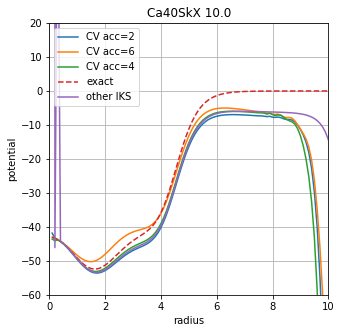 Ca40SkX 10.0
20
10
0
−10
−20
−30
−40
−50
−60
potential
CV acc=2
CV acc=6
CV acc=4
exact
other IKS
0
2
4
6
8
10
radius